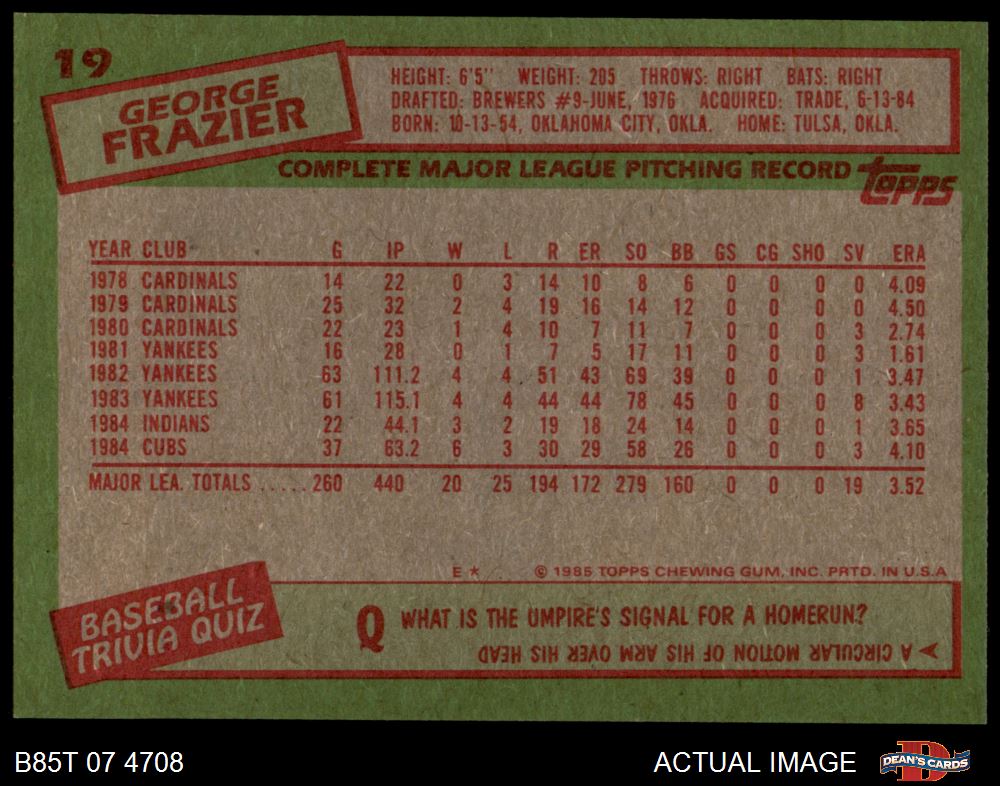 19
GEORGE
FRAZIER
HEIGHT: 6'5'' WEIGHT: 205 THROWS: RIGHT BATS: RIGHT
DRAFTED: BREWERS #9-JUNE, 1976 ACQUIRED: TRADE, 6-13-84
BORN: 10-13-54, OKLAHOMA CITY, OKLA. HOME: TULSA, OKLA.
COMPLETE MAJOR LEAGUE PITCHING RECORD topps
YEAR CLUB G IP W L R ER SO BB GS CG SHO SV ERA
1978 CARDINALS 14 22 0 3 14 10 8 6 0 0 0 0 4.09
1979 CARDINALS 25 32 2 4 19 16 14 12 0 0 0 0 4.50
1980 CARDINALS 22 23 1 4 10 7 11 7 0 0 0 3 2.74
1981 YANKEES 16 28 0 1 7 5 17 11 0 0 0 3 1.61
1982 YANKEES 63 111.2 4 4 51 43 69 39 0 0 0 1 3.47
1983 YANKEES 61 115.1 4 4 44 44 78 45 0 0 0 8 3.43
1984 INDIANS 22 44.1 3 2 19 18 24 14 0 0 0 1 3.65
1984 CUBS 37 63.2 6 3 30 29 58 26 0 0 0 3 4.10
MAJOR LEA. TOTALS ..... 260 440 20 25 194 172 279 160 0 0 0 19 3.52
E * © 1985 TOPPS CHEWING GUM, INC. PRTD. IN U.S.A
BASEBALL
TRIVIA QUIZ
Q WHAT IS THE UMPIRE'S SIGNAL FOR A HOMERUN?
A CIRCULAR MOTION OF HIS ARM OVER HIS HEAD
B85T 07 4708
ACTUAL IMAGE
DEAN'S CARDS